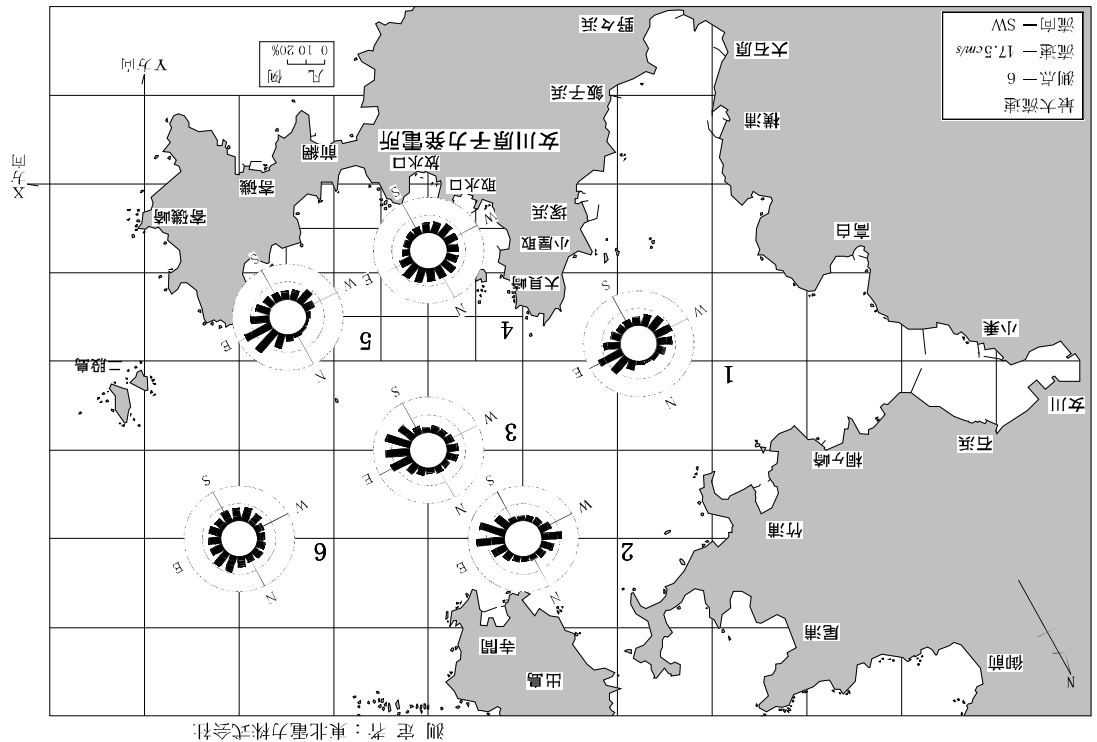 測 定 者：東北電力株式会社
N
御前
出島
寺間
尾浦
N
N
竹浦
W
E
W
E
2
6
S
S
N
石浜
桐ヶ崎
W
E
3
S
女川
N
N
二股島
1
E
W
E
5
小乗
4
N
W
S
大貝崎
E
W
S
小屋取
高白
塚浜
W
S
寄磯崎
取水口
寄磯
X方向
放水口
前網
女川原子力発電所
横浦
飯子浜
Y方向
凡 例
0 10 20%
大石原
野々浜
最大流速
測点― 6
流速― 17.5cm/s
流向― SW